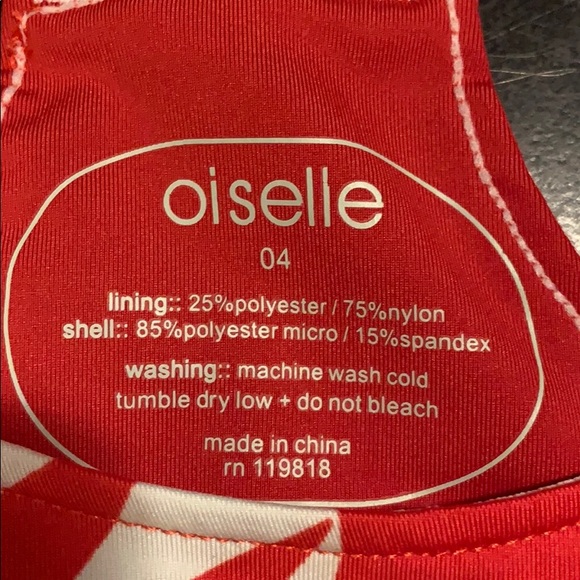 oiselle
04
lining:: 25%polyester / 75%nylon
shell:: 85%polyester micro / 15%spandex
washing:: machine wash cold
tumble dry low + do not bleach
made in china
rn 119818